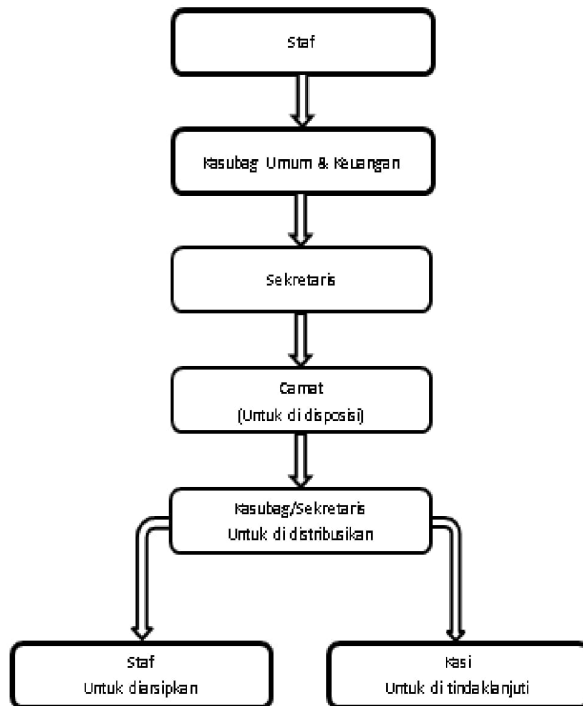 Staf
Kasubag Umum & Keuangan
Sekretaris
Camat
(Untuk di disposisi)
Kasubag/Sekretaris
Untuk di distribusikan
Staf
Untuk diarsipkan
Kasi
Untuk di tindaklanjuti